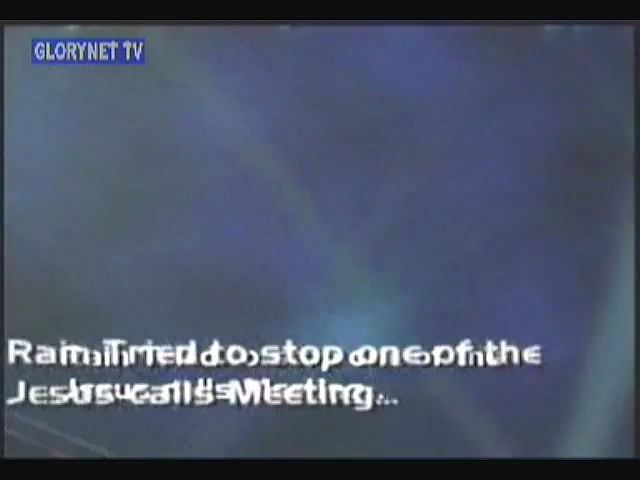 GLORYNET TV
Rain Tried to stop one of the
Jesus calls Meeting...